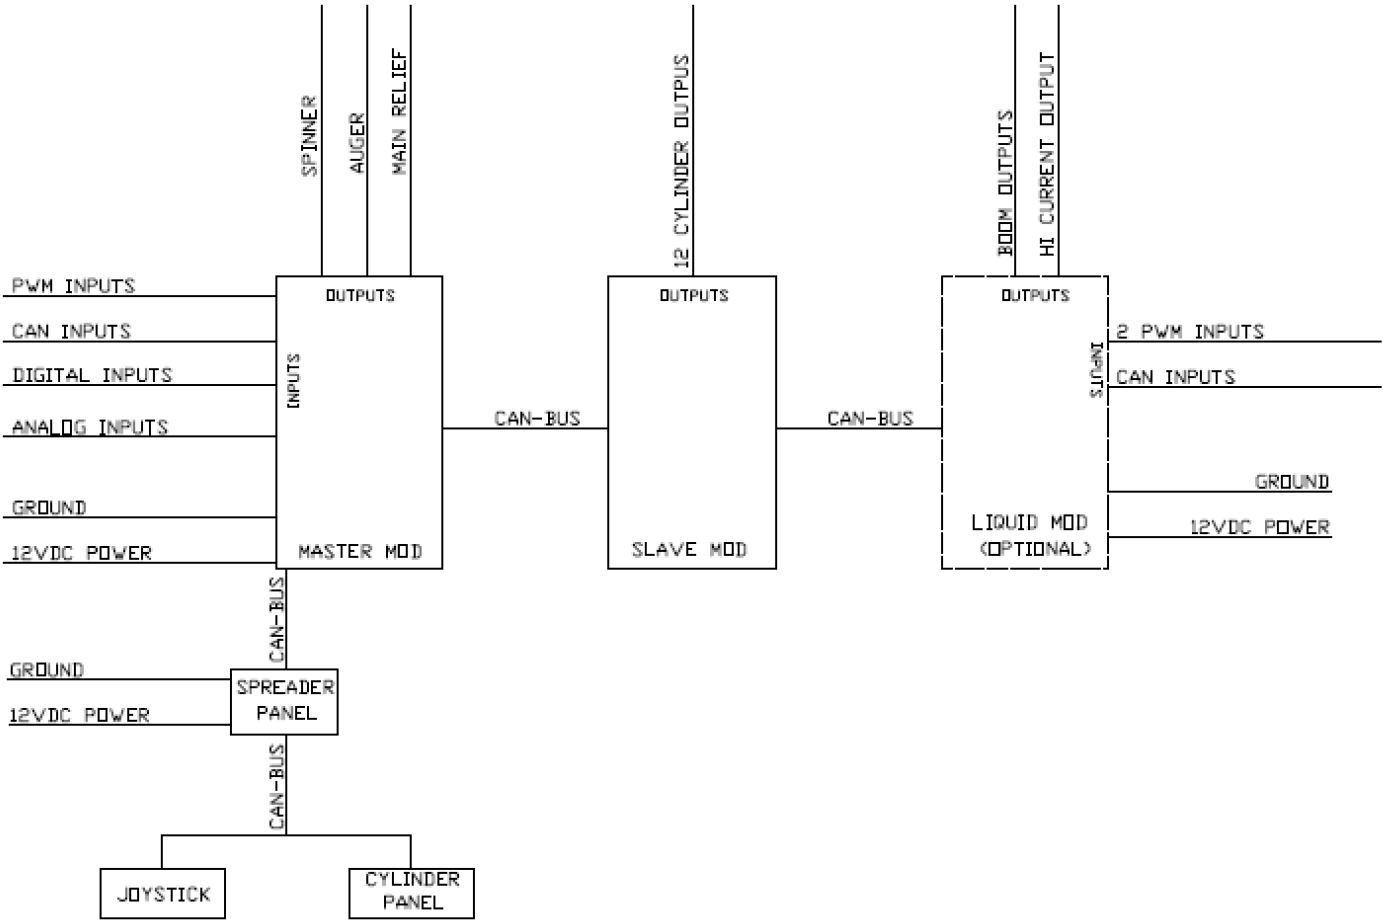 SPINNER
AUGER
MAIN RELIEF
12 CYLINDER OUTPUS
BOOM OUTPUTS
HI CURRENT OUTPUT
PWM INPUTS
CAN INPUTS
DIGITAL INPUTS
ANALOG INPUTS
GROUND
12VDC POWER
OUTPUTS
INPUTS
MASTER MOD
CAN-BUS
OUTPUTS
SLAVE MOD
CAN-BUS
OUTPUTS
INPUTS
LIQUID MOD
(OPTIONAL)
2 PWM INPUTS
CAN INPUTS
GROUND
12VDC POWER
CAN-BUS
GROUND
12VDC POWER
SPREADER
PANEL
CAN-BUS
JOYSTICK
CYLINDER
PANEL